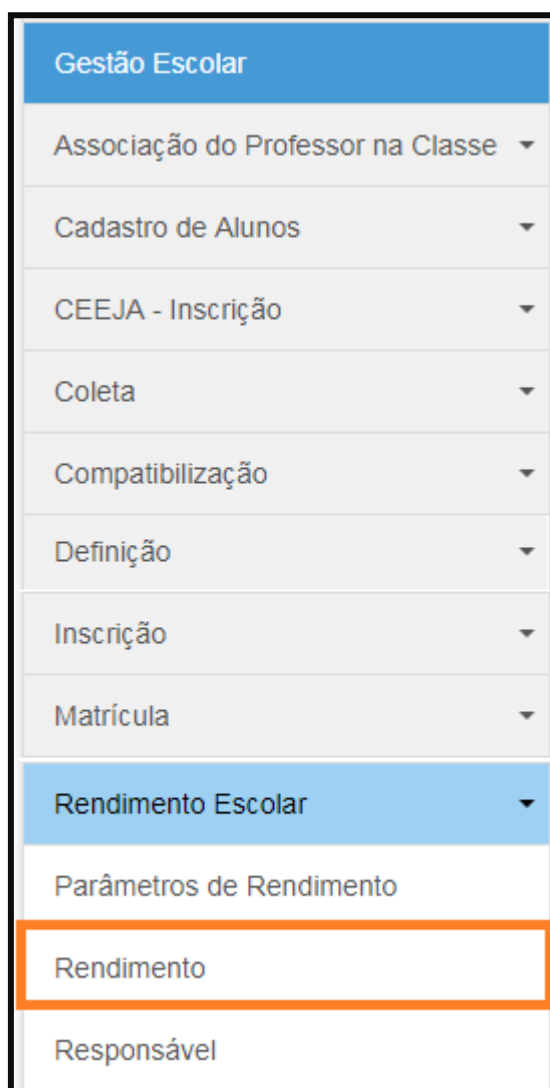 Gestão Escolar
Associação do Professor na Classe
Cadastro de Alunos
CEEJA - Inscrição
Coleta
Compatibilização
Definição
Inscrição
Matrícula
Rendimento Escolar
Parâmetros de Rendimento
Rendimento
Responsável